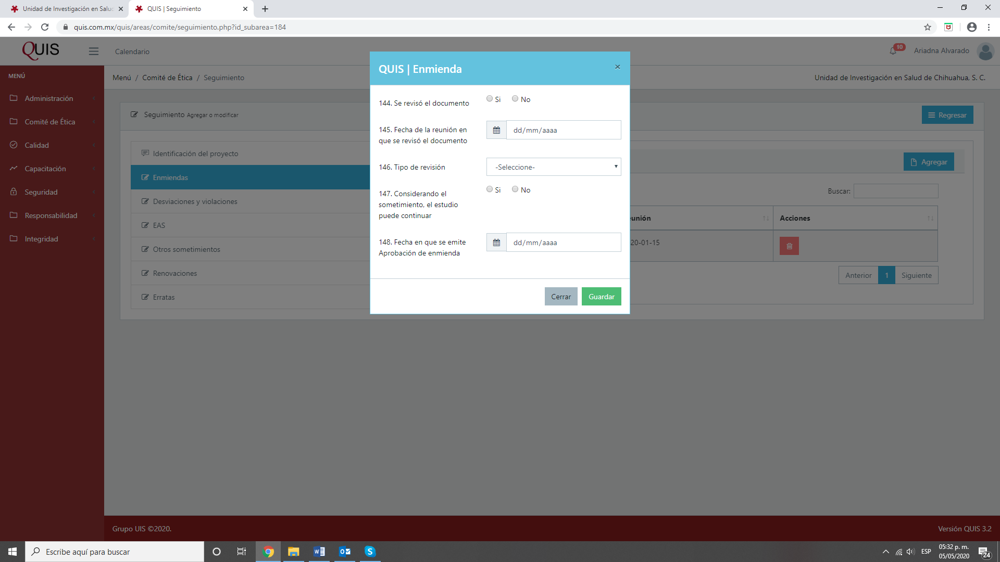 Unidad de Investigación en Salu
QUIS | Seguimiento
quis.com.mx/quis/areas/comite/seguimiento.php?id_subarea=184
QUIS
Calendario
10
Ariadna Alvarado
MENÚ
Administración
Comité de Ética
Calidad
Capacitación
Seguridad
Responsabilidad
Integridad
Menú / Comité de Ética / Seguimiento
Unidad de Investigación en Salud de Chihuahua, S. C.
Seguimiento Agregar o modificar
Regresar
Identificación del proyecto
Enmiendas
Desviaciones y violaciones
EAS
Otros sometimientos
Renovaciones
Erratas
Agregar
Buscar:
eunión
Acciones
20-01-15
Anterior
1
Siguiente
QUIS | Enmienda
×
144. Se revisó el documento
Si
No
145. Fecha de la reunión en
que se revisó el documento
dd/mm/aaaa
146. Tipo de revisión
-Seleccione-
147. Considerando el
sometimiento, el estudio
puede continuar
Si
No
148. Fecha en que se emite
Aprobación de enmienda
dd/mm/aaaa
Cerrar
Guardar
Grupo UIS ©2020.
Versión QUIS 3.2
Escribe aquí para buscar
ESP
05:32 p. m.
05/05/2020
24